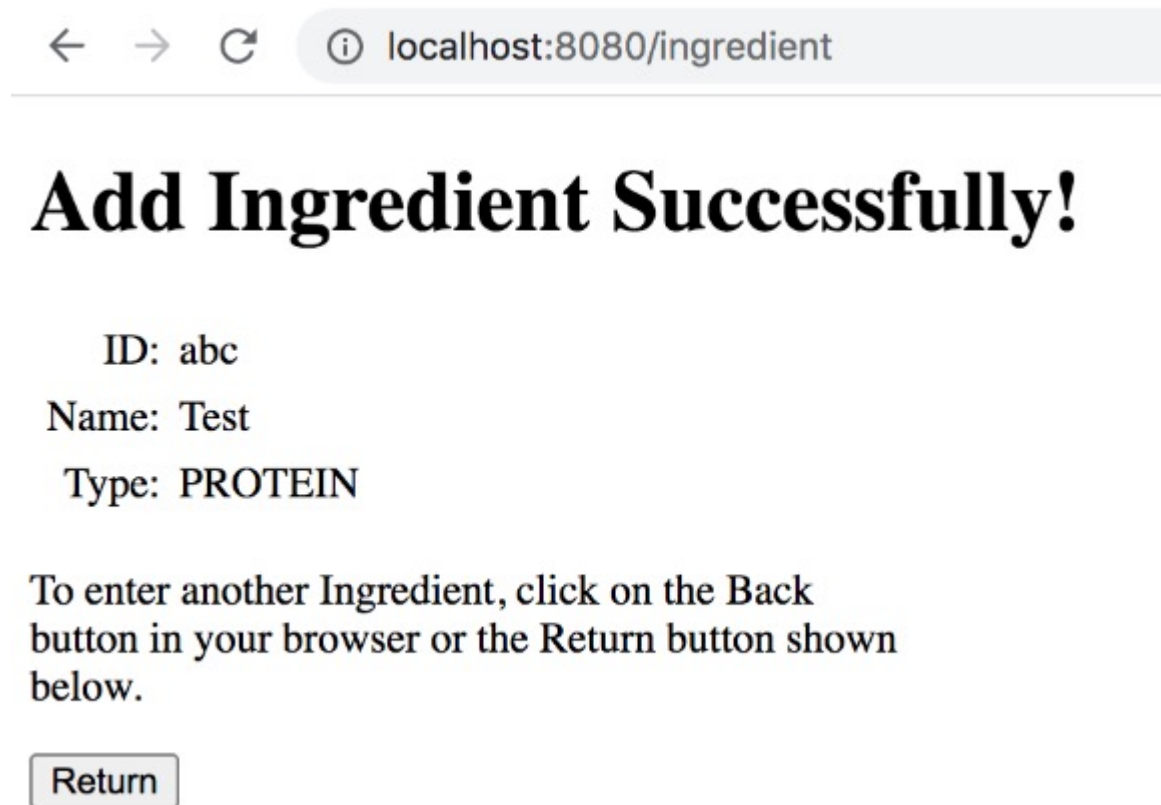 localhost:8080/ingredient
Add Ingredient Successfully!
ID: abc
Name: Test
Type: PROTEIN
To enter another Ingredient, click on the Back
button in your browser or the Return button shown
below.
Return